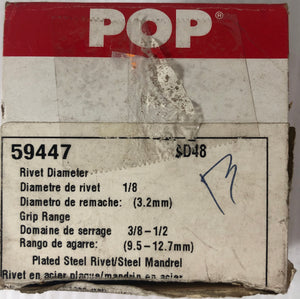 POP
59447 SD48
Rivet Diameter
Diametre de rivet 1/8
Diametro de remache: (3.2mm)
Grip Range
Domaine de serrage 3/8-1/2
Rango de agarre: (9.5-12.7mm)
Plated Steel Rivet/Steel Mandrel
Rivet en acier plaque/mandrin en acier